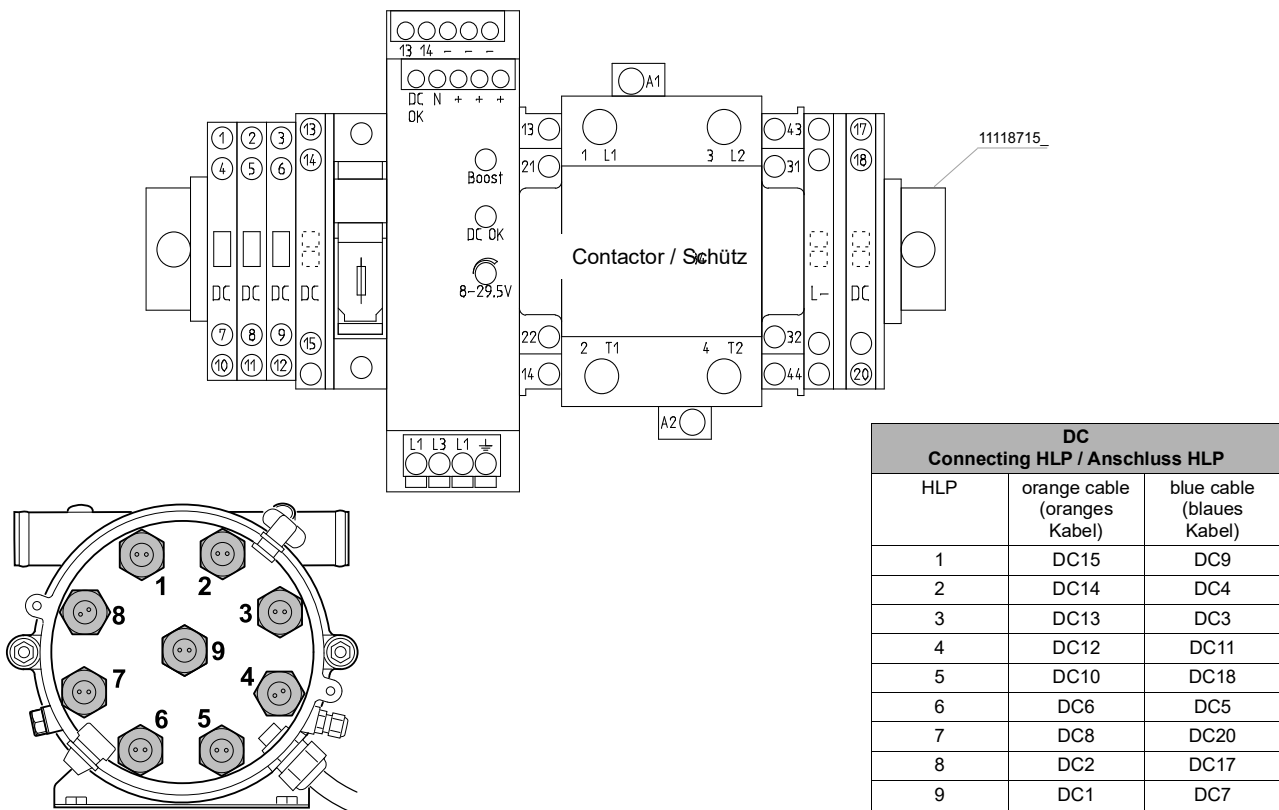 13 14 - - -
DC OK N + + +
A1
1 2 3 13
13
1 L1
3 L2
43
17
11118715_
4 5 6 14
Boost
21
31
18
DC OK
Contactor / Schütz
8-29.5V
DC DC DC DC
L- DC
7 8 9 15
22
2 T1
4 T2
32
10 11 12
14
44
20
A2
L1 L3 L1
DC
Connecting HLP / Anschluss HLP
HLP orange cable (oranges Kabel) blue cable (blaues Kabel)
1 DC15 DC9
2 DC14 DC4
3 DC13 DC3
4 DC12 DC11
5 DC10 DC18
6 DC6 DC5
7 DC8 DC20
8 DC2 DC17
9 DC1 DC7
1 2
8 3
9
7 4
6 5